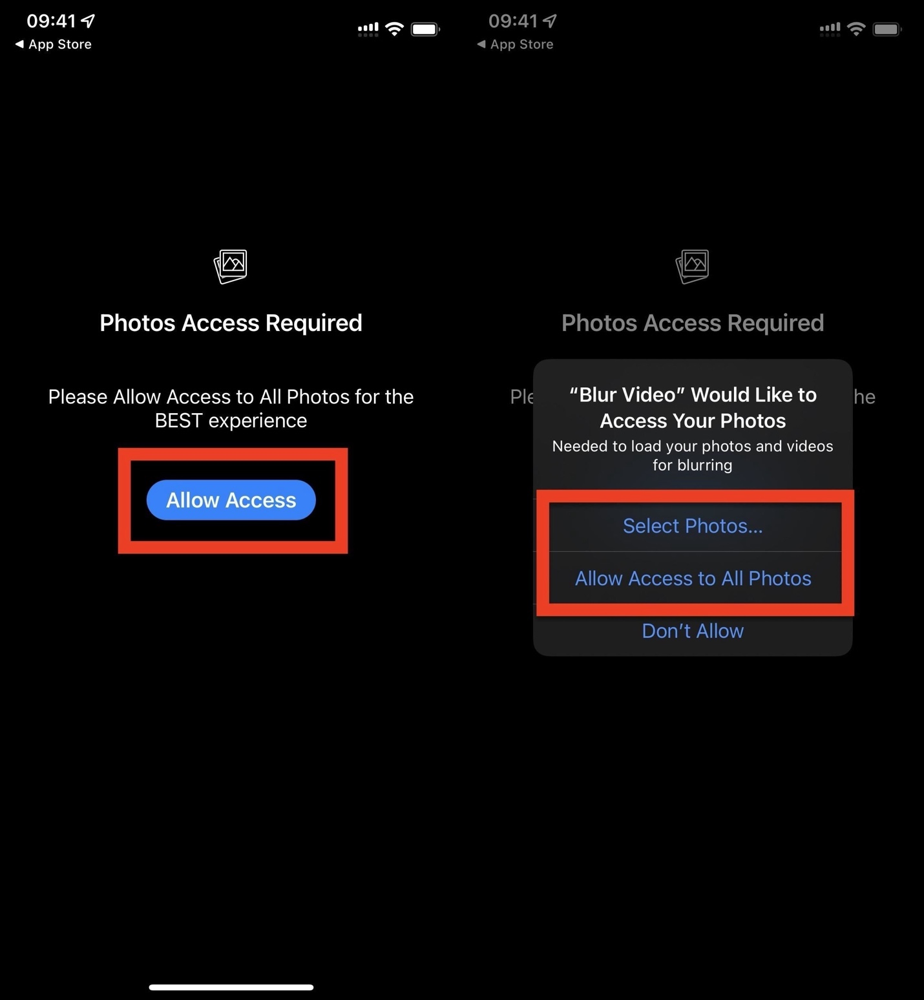 09:41
◀ App Store
Photos Access Required
Please Allow Access to All Photos for the
BEST experience
Allow Access
09:41
◀ App Store
Photos Access Required
Ple
he
“Blur Video” Would Like to
Access Your Photos
Needed to load your photos and videos
for blurring
Select Photos...
Allow Access to All Photos
Don’t Allow